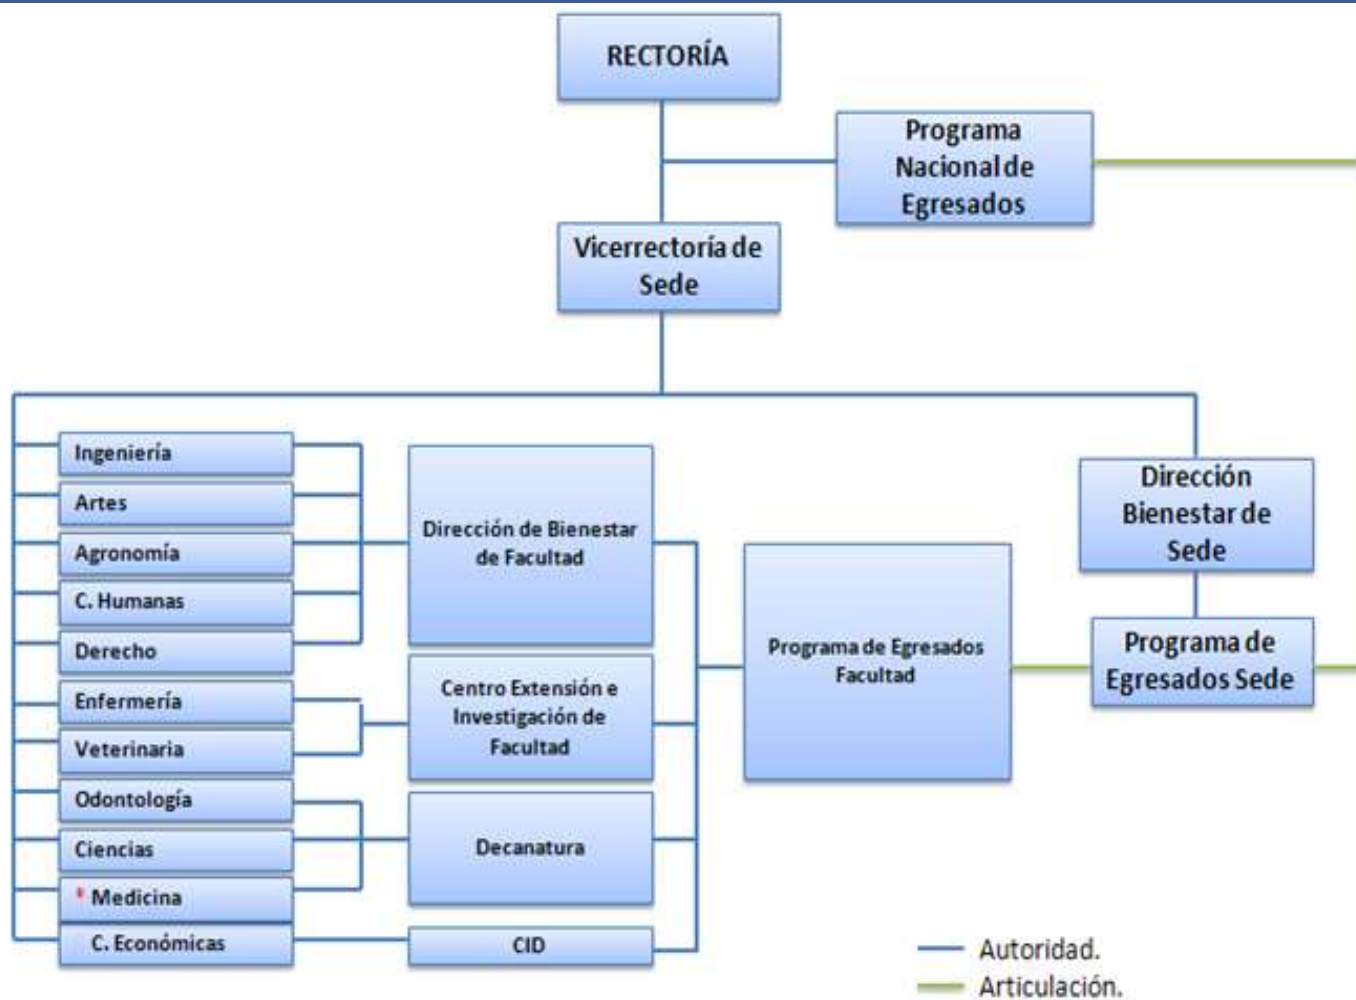 RECTORÍA
Programa
Nacional de
Egresados
Vicerrectoría de
Sede
Ingeniería
Artes
Agronomía
C. Humanas
Derecho
Enfermería
Veterinaria
Odontología
Ciencias
* Medicina
C. Económicas
Dirección de Bienestar
de Facultad
Centro Extensión e
Investigación de
Facultad
Decanatura
CID
Programa de Egresados
Facultad
Dirección
Bienestar de
Sede
Programa de
Egresados Sede
Autoridad.
Articulación.